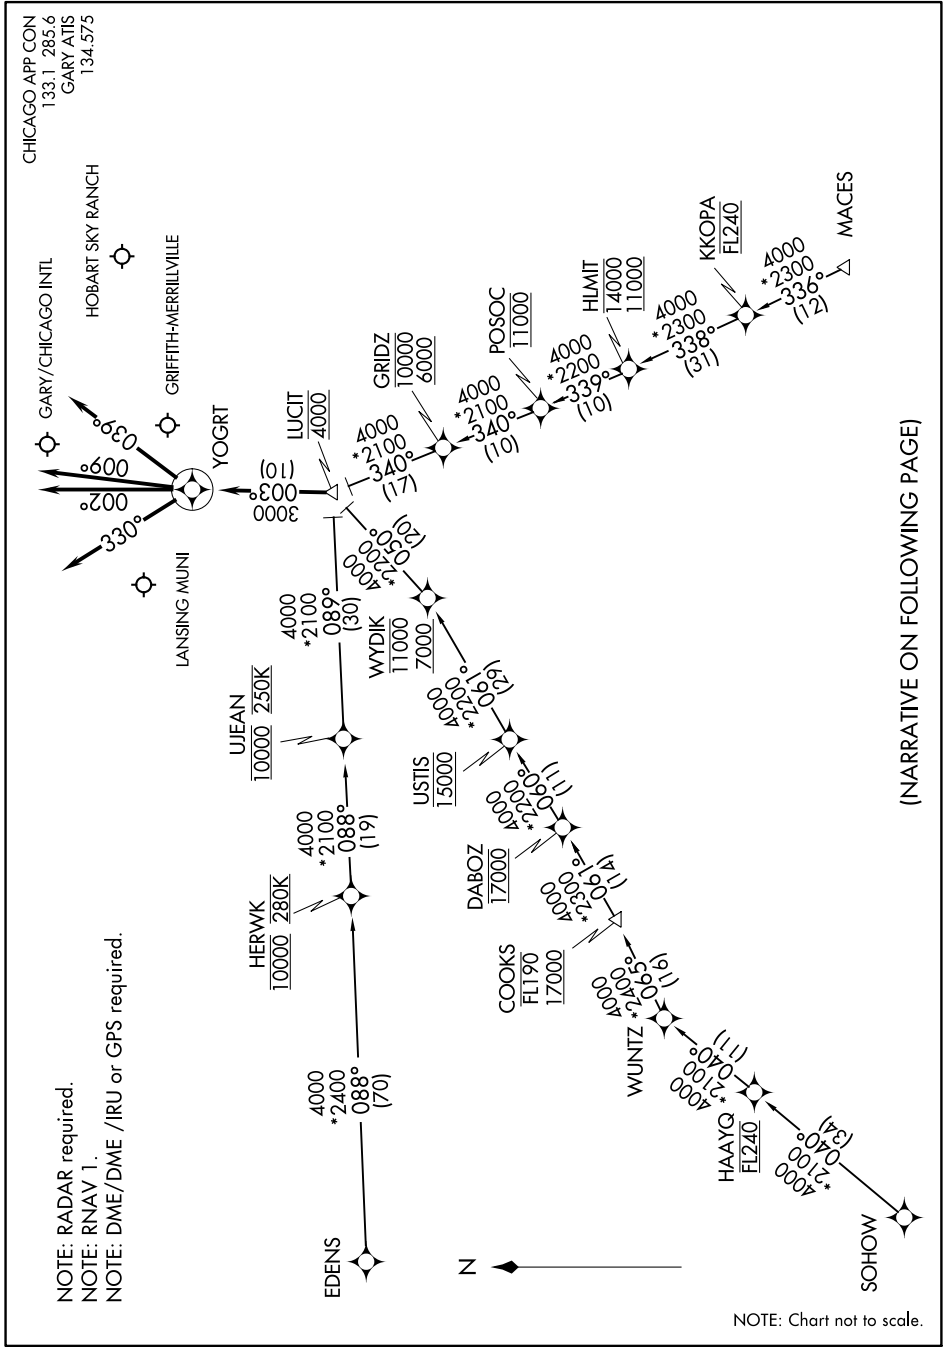 CHICAGO APP CON
133.1 285.6
GARY ATIS
134.575
NOTE: RADAR required.
NOTE: RNAV 1.
NOTE: DME/DME /IRU or GPS required.
GARY/CHICAGO INTL
HOBART SKY RANCH
GRIFFITH-MERRILLVILLE
LANSING MUNI
330°
002°
009°
039°
YOGRT
3000
003°
(10)
LUCIT
4000
EDENS
4000
*2400
088°
(70)
HERWK
10000 280K
4000
*2100
088°
(19)
UJEAN
10000 250K
4000
*2100
089°
(30)
SOHOW
4000
*2100
040°
(34)
HAAYQ
FL240
4000
*2100
040°
(11)
WUNTZ
4000
*2400
065°
(16)
COOKS
FL190
17000
4000
*2300
061°
(14)
DABOZ
17000
4000
*2200
060°
(11)
USTIS
15000
4000
*2200
061°
(29)
WYDIK
11000
7000
4000
*2200
050°
(20)
MACES
4000
*2300
336°
(12)
KKOPA
FL240
4000
*2300
338°
(31)
HLMIT
14000
11000
4000
*2200
339°
(10)
POSOC
11000
4000
*2100
340°
(10)
GRIDZ
10000
6000
4000
*2100
340°
(17)
N
(NARRATIVE ON FOLLOWING PAGE)
NOTE: Chart not to scale.